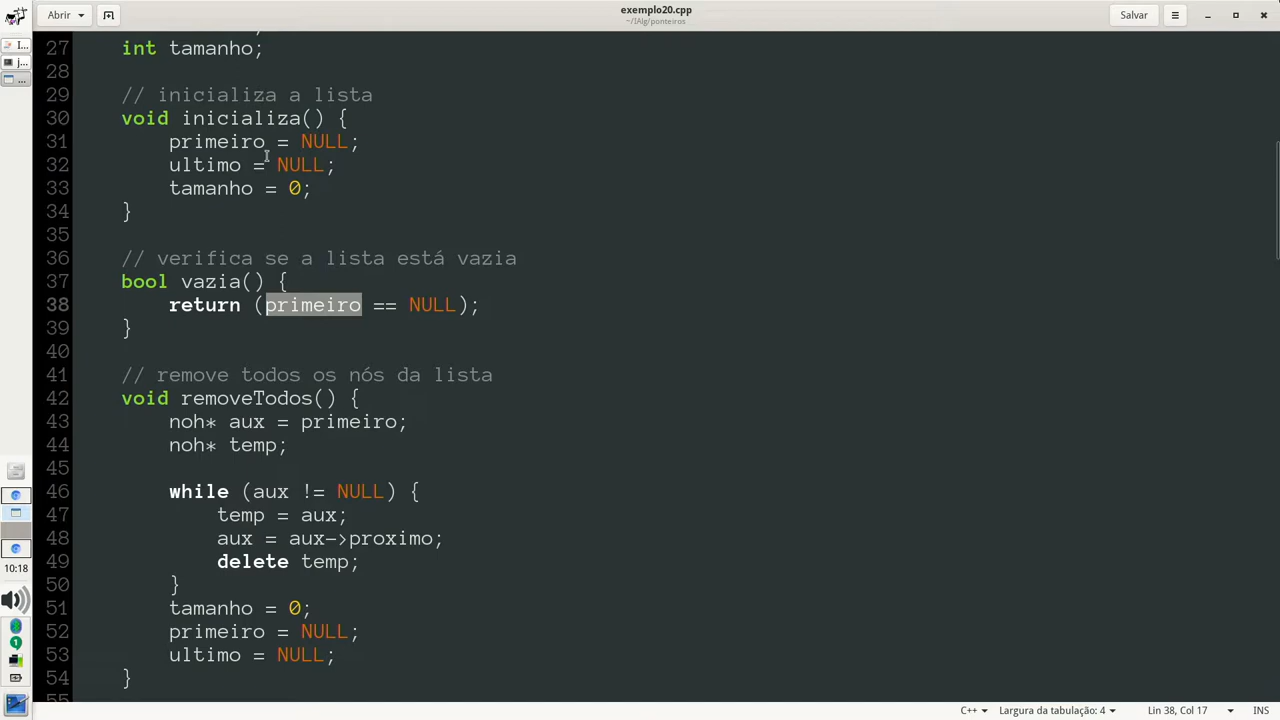 Abrir
exemplo20.cpp
~/IAlg/ponteiros
Salvar
I...
j...
...
10:18
1
27 int tamanho;
28
29 // inicializa a lista
30 void inicializa() {
31 primeiro = NULL;
32 ultimo = NULL;
33 tamanho = 0;
34 }
35
36 // verifica se a lista está vazia
37 bool vazia() {
38 return (primeiro == NULL);
39 }
40
41 // remove todos os nós da lista
42 void removeTodos() {
43 noh* aux = primeiro;
44 noh* temp;
45
46 while (aux != NULL) {
47 temp = aux;
48 aux = aux->proximo;
49 delete temp;
50 }
51 tamanho = 0;
52 primeiro = NULL;
53 ultimo = NULL;
54 }
55
C++
Largura da tabulação: 4
Lin 38, Col 17
INS